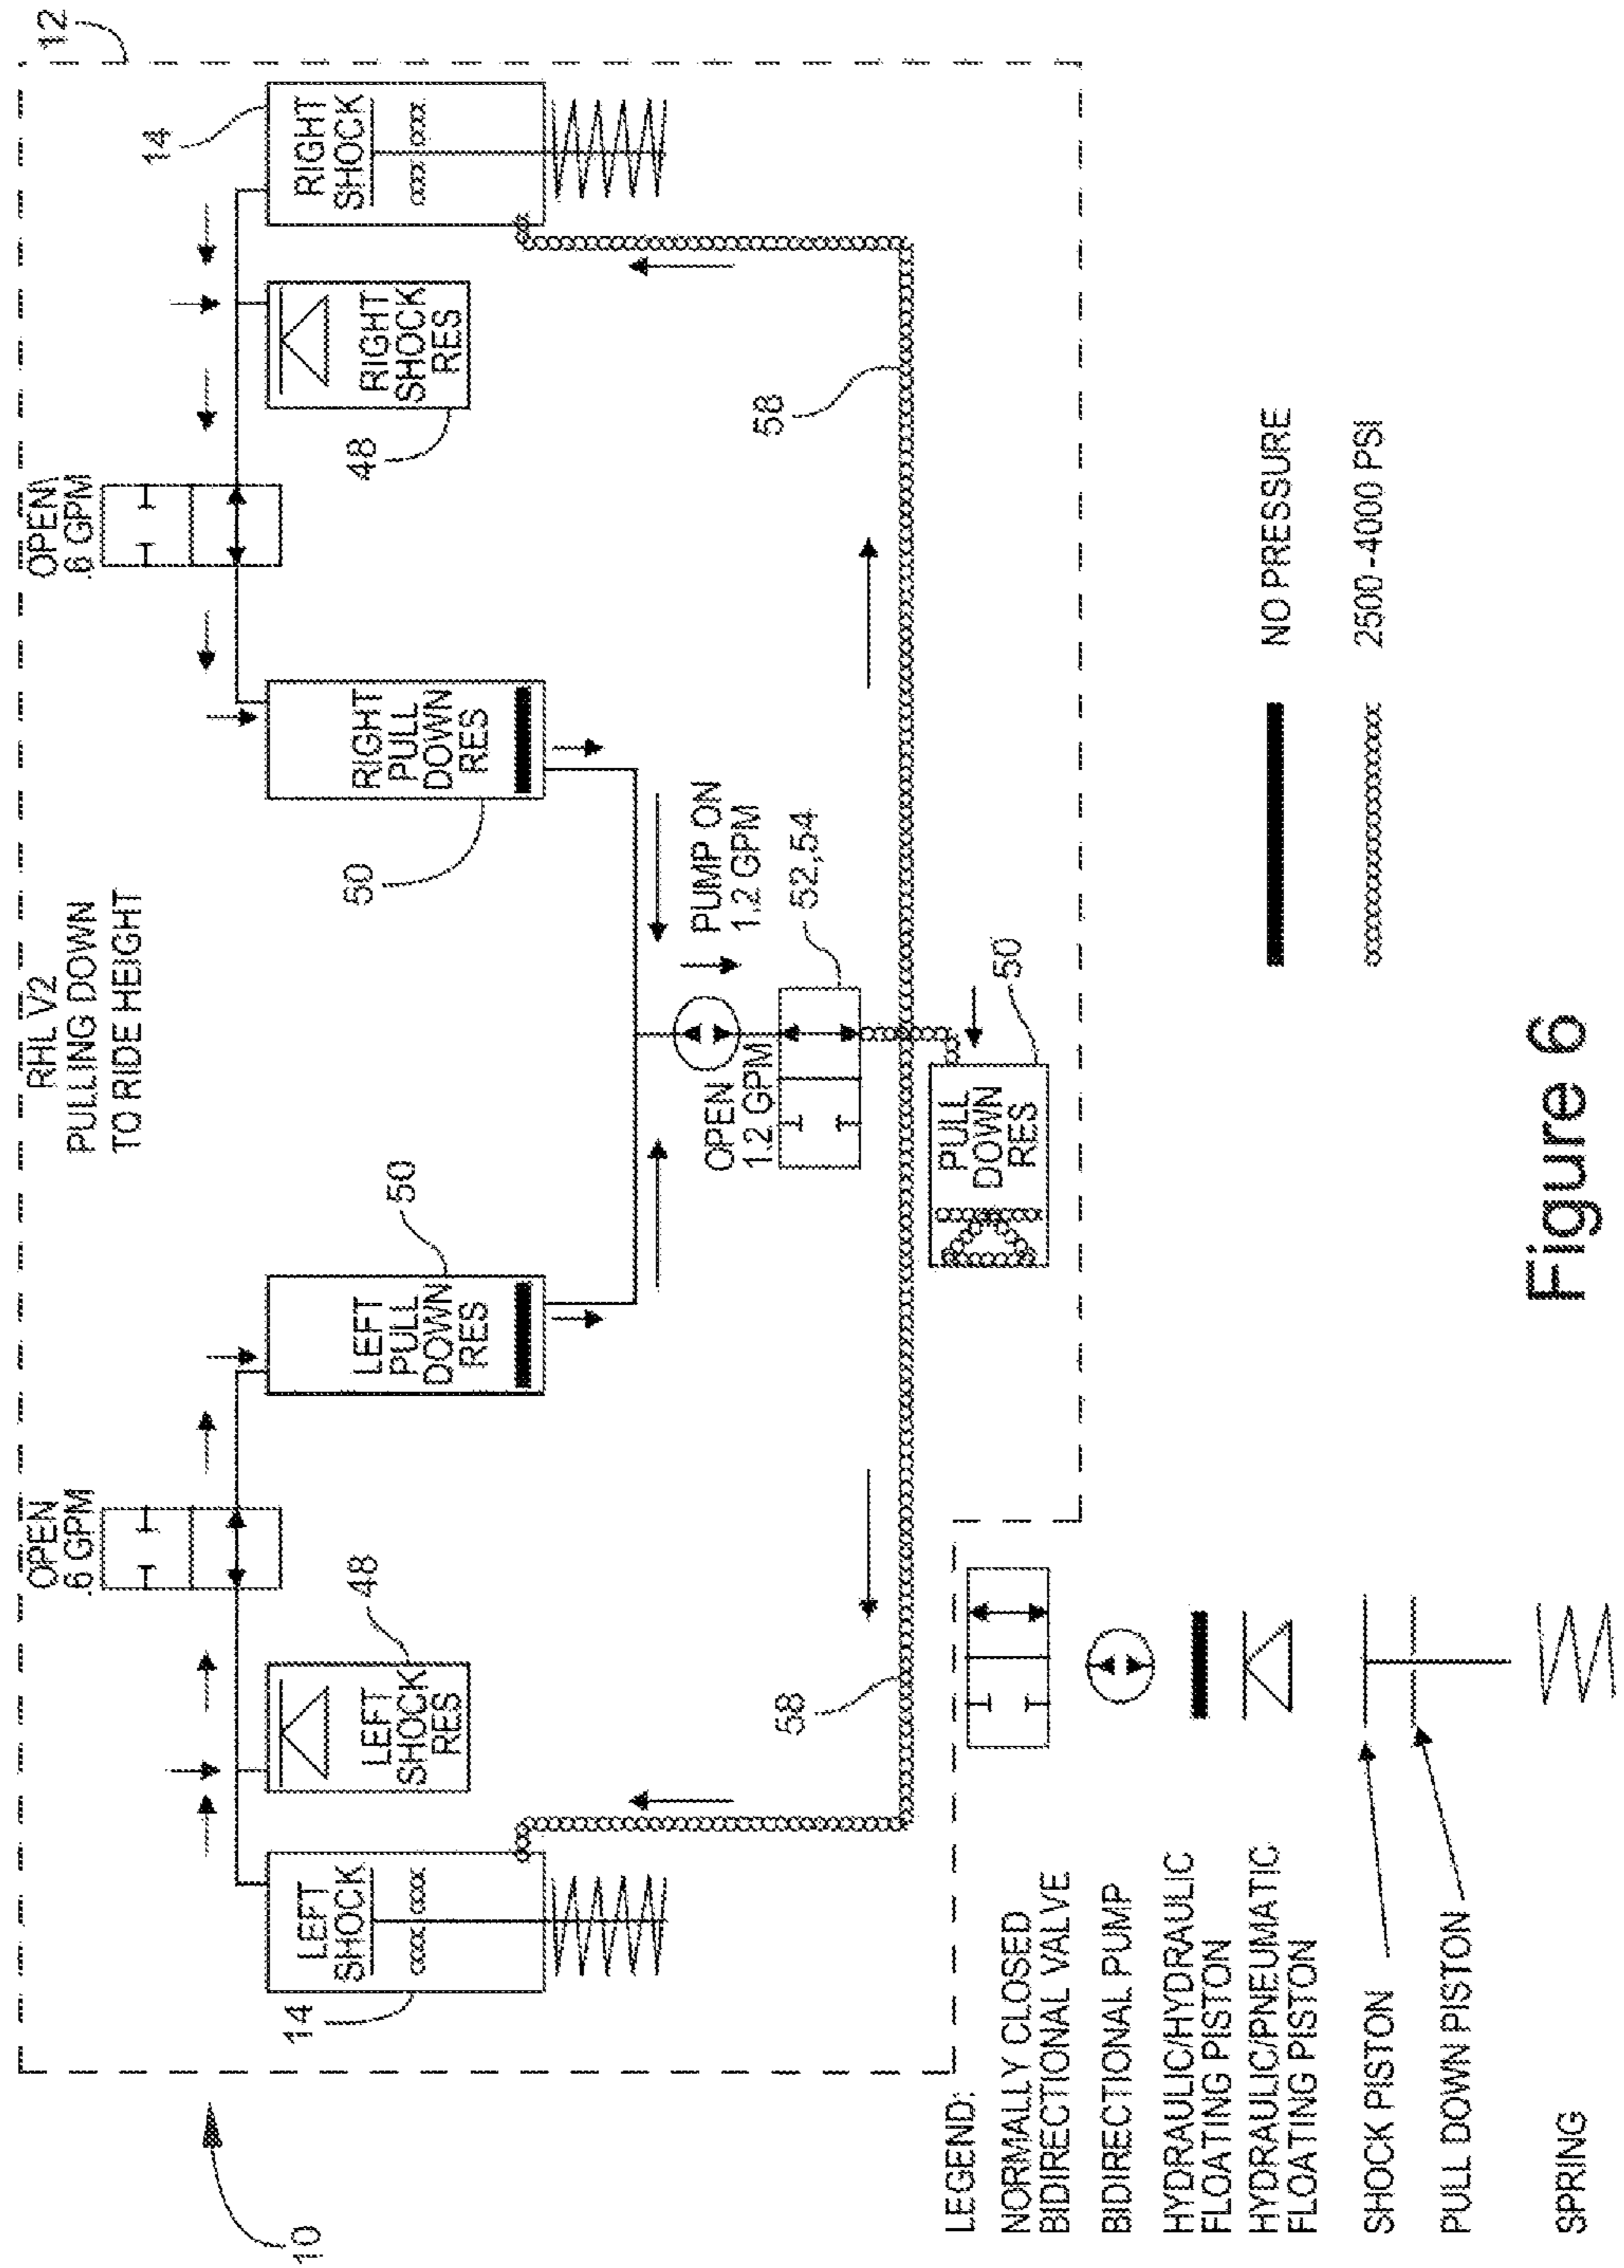 RHL V2
PULLING DOWN
TO RIDE HEIGHT
12
10
OPEN
.6 GPM
OPEN\
.6 GPM
14
LEFT
SHOCK
48
LEFT
SHOCK
RES
50
LEFT
PULL
DOWN
RES
50
RIGHT
PULL
DOWN
RES
48
RIGHT
SHOCK
RES
14
RIGHT
SHOCK
PUMP ON
1.2 GPM
OPEN
1.2 GPM
52,54
58
58
50
PULL
DOWN
RES
LEGEND:
NORMALLY CLOSED
BIDIRECTIONAL VALVE
BIDIRECTIONAL PUMP
HYDRAULIC/HYDRAULIC
FLOATING PISTON
HYDRAULIC/PNEUMATIC
FLOATING PISTON
SHOCK PISTON
PULL DOWN PISTON
SPRING
NO PRESSURE
2500-4000 PSI
Figure 6